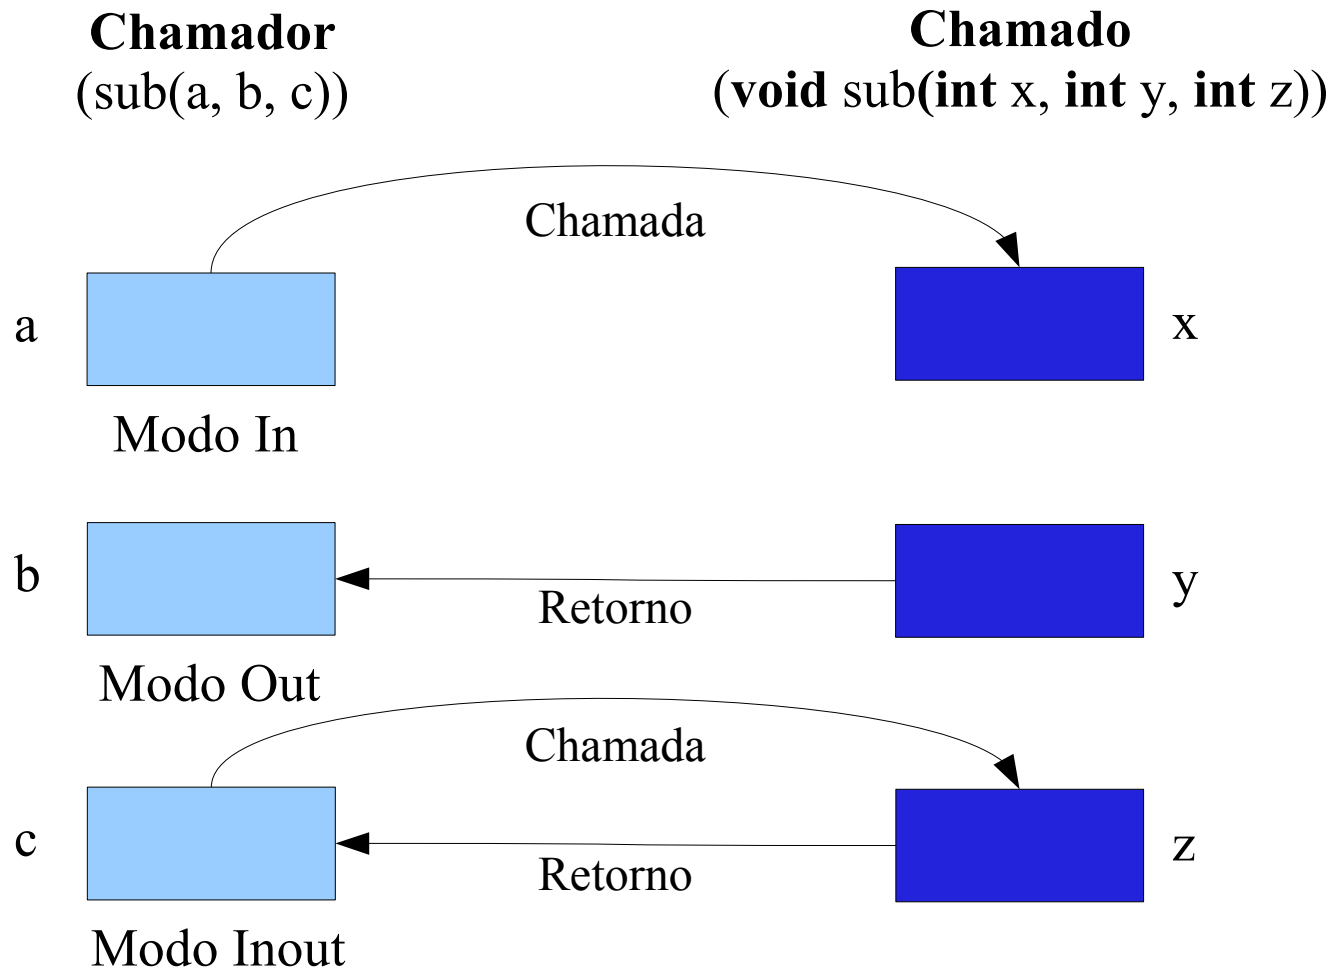 Chamador
(sub(a, b, c))
Chamado
(void sub(int x, int y, int z))
Chamada
a
x
Modo In
b
Retorno
y
Modo Out
Chamada
c
Retorno
z
Modo Inout